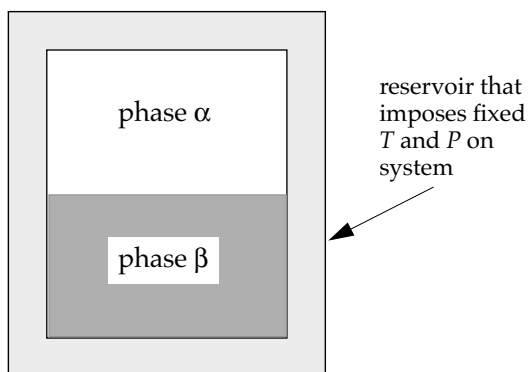 phase α
reservoir that
imposes fixed
T and P on
system
phase β